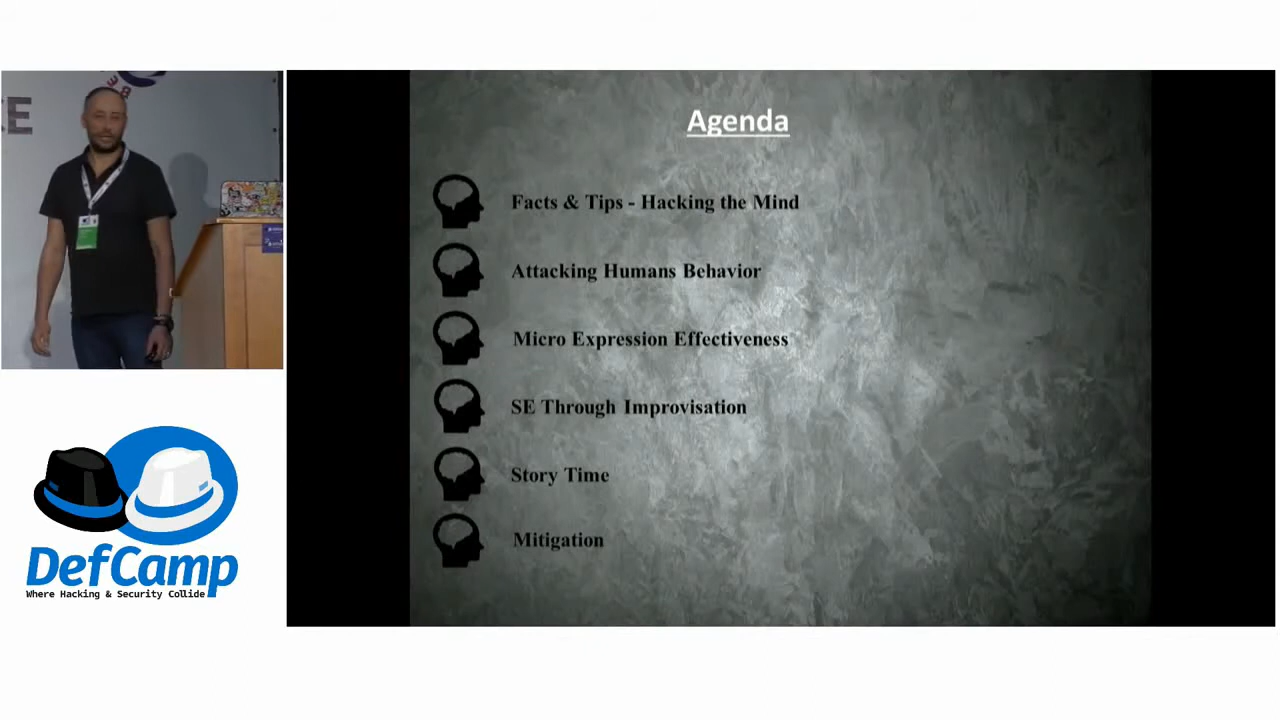 Agenda
Facts & Tips - Hacking the Mind
Attacking Humans Behavior
Micro Expression Effectiveness
SE Through Improvisation
Story Time
Mitigation
DefCamp
Where Hacking & Security Collide